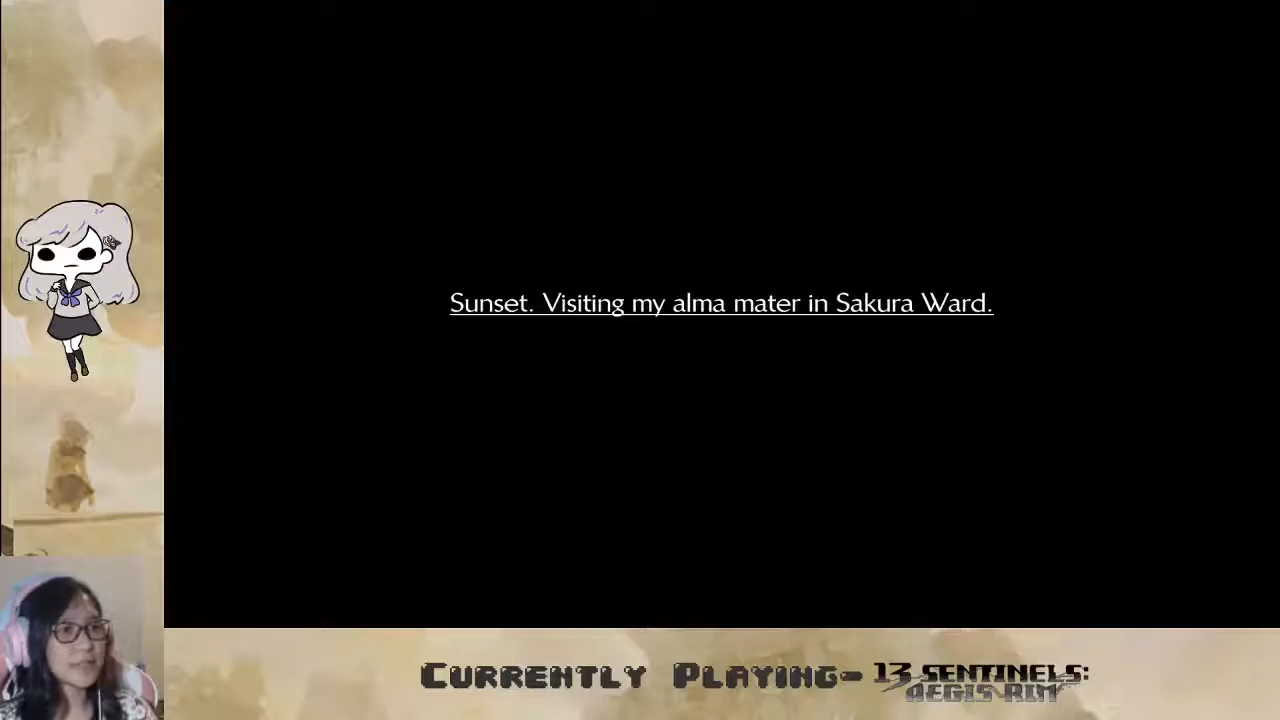 Sunset. Visiting my alma mater in Sakura Ward.
Currently Playing- 13 SENTINELS:
AEGIS RIM